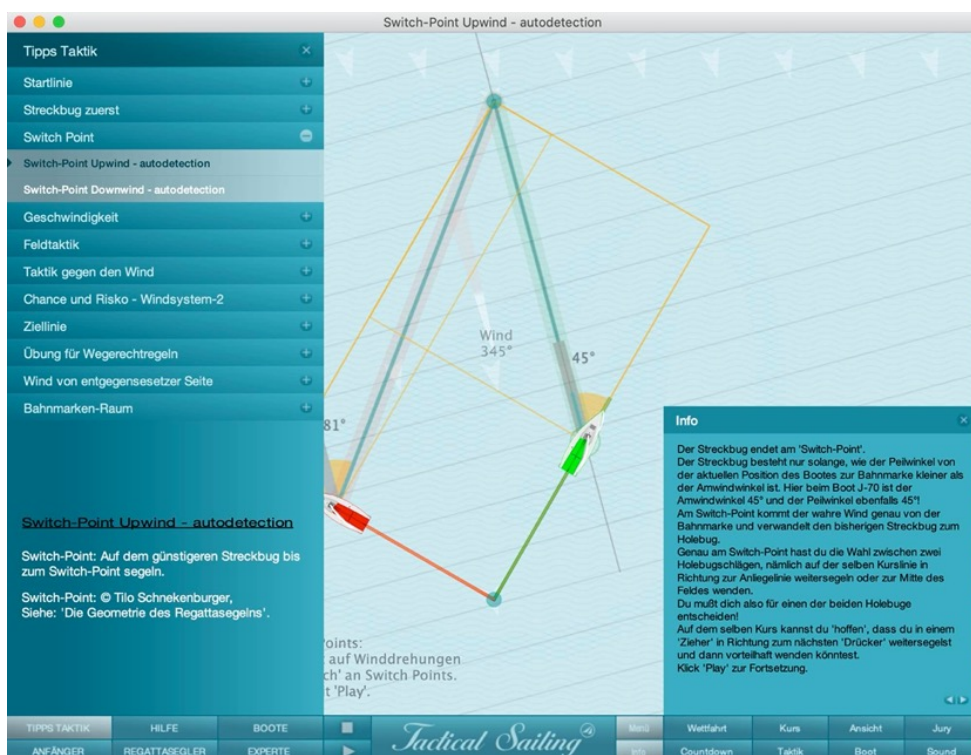 Switch-Point Upwind - autodetection
Tipps Taktik
Startlinie
Streckbug zuerst
Switch Point
Switch-Point Upwind - autodetection
Switch-Point Downwind - autodetection
Geschwindigkeit
Feldtaktik
Taktik gegen den Wind
Chance und Risko - Windsystem-2
Ziellinie
Übung für Wegerechtregeln
Wind von entgegensesetzer Seite
Bahnmarken-Raum
Switch-Point Upwind - autodetection
Switch-Point: Auf dem günstigeren Streckbug bis
zum Switch-Point segeln.
Switch-Point: © Tilo Schnekenburger,
Siehe: 'Die Geometrie des Regattasegelns'.
Wind
345°
45°
81°
oints:
auf Winddrehungen
ch' an Switch Points.
t 'Play'.
Info
Der Streckbug endet am 'Switch-Point'.
Der Streckbug besteht nur solange, wie der Peilwinkel von
der aktuellen Position des Bootes zur Bahnmarke kleiner als
der Amwindwinkel ist. Hier beim Boot J-70 ist der
Amwindwinkel 45° und der Peilwinkel ebenfalls 45°!
Am Switch-Point kommt der wahre Wind genau von der
Bahnmarke und verwandelt den bisherigen Streckbug zum
Holebug.
Genau am Switch-Point hast du die Wahl zwischen zwei
Holebugschlägen, nämlich auf der selben Kurslinie in
Richtung zur Anliegelinie weitersegeln oder zur Mitte des
Feldes wenden.
Du mußt dich also für einen der beiden Holebuge
entscheiden!
Auf dem selben Kurs kannst du 'hoffen', dass du in einem
'Zieher' in Richtung zum nächsten 'Drücker' weitersegelst
und dann vorteilhaft wenden könntest.
Klick 'Play' zur Fortsetzung.
TIPPS TAKTIK
HILFE
BOOTE
Tactical Sailing
Menü
Wettfahrt
Kurs
Ansicht
Jury
ANFÄNGER
REGATTASEGLER
EXPERTE
Info
Countdown
Taktik
Boot
Sound